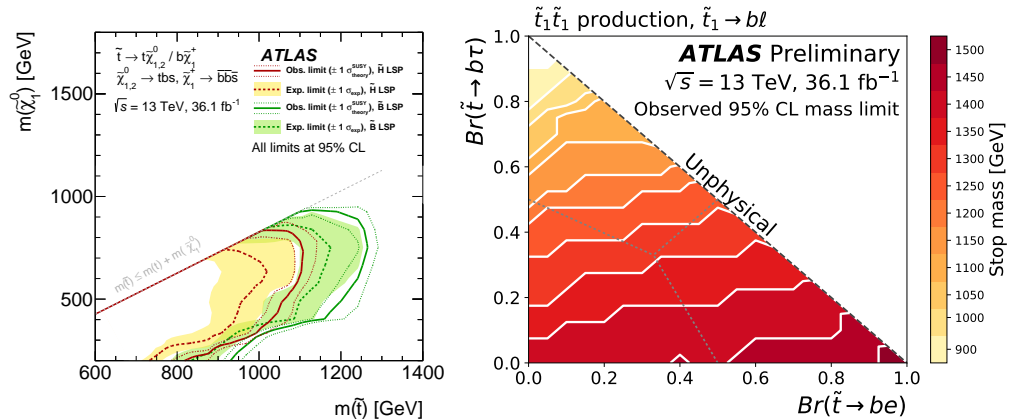 ATLAS
t̃ → tχ̃⁰₁,₂ / bχ̃⁺₁
χ̃⁰₁,₂ → tbs, χ̃⁺₁ → b̄b̄s̄
√s = 13 TeV, 36.1 fb⁻¹
Obs. limit (± 1 σ^SUSY_theory), H̃ LSP
Exp. limit (± 1 σ_exp), H̃ LSP
Obs. limit (± 1 σ^SUSY_theory), B̃ LSP
Exp. limit (± 1 σ_exp), B̃ LSP
All limits at 95% CL
m(t̃) ≤ m(t) + m(χ̃⁰₁)
m(χ̃⁰₁) [GeV]
500
1000
1500
600
800
1000
1200
1400
m(t̃) [GeV]
t̃₁t̃₁ production, t̃₁ → bℓ
ATLAS Preliminary
√s = 13 TeV, 36.1 fb⁻¹
Observed 95% CL mass limit
Unphysical
Br(t̃ → bτ)
1.0
0.8
0.6
0.4
0.2
0.0
0.0
0.2
0.4
0.6
0.8
1.0
Br(t̃ → be)
1500
1450
1400
1350
1300
1250
1200
1150
1100
1050
1000
950
900
Stop mass [GeV]